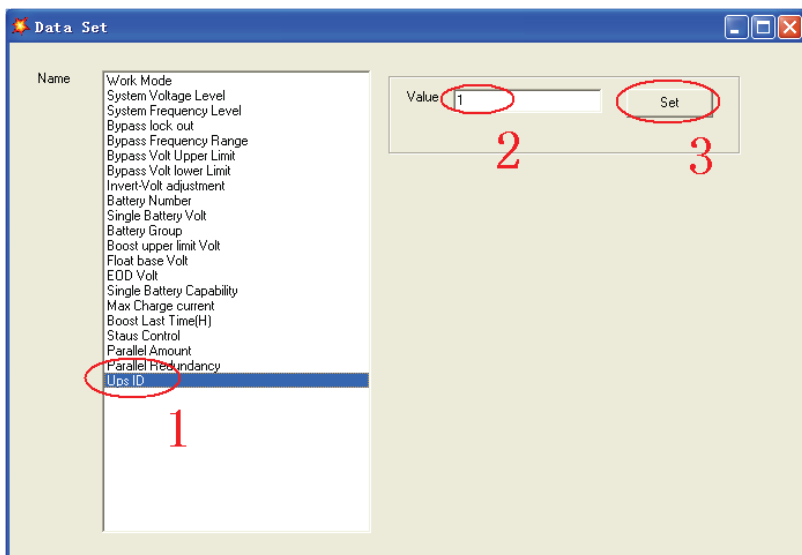 Data Set
Name
Work Mode
System Voltage Level
System Frequency Level
Bypass lock out
Bypass Frequency Range
Bypass Volt Upper Limit
Bypass Volt lower Limit
Invert-Volt adjustment
Battery Number
Single Battery Volt
Battery Group
Boost upper limit Volt
Float base Volt
EOD Volt
Single Battery Capability
Max Charge current
Boost Last Time(H)
Staus Control
Parallel Amount
Parallel Redundancy
Ups ID
1
Value 1
2
Set
3